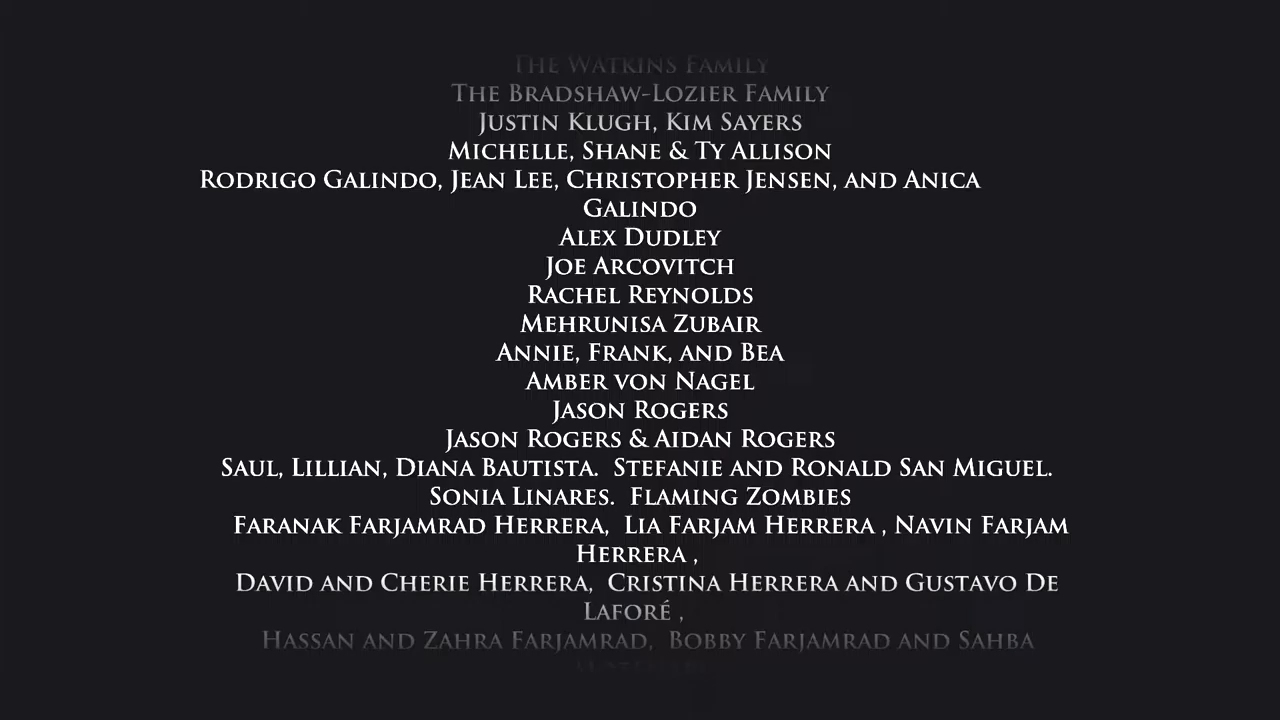 The Watkins Family
The Bradshaw-Lozier Family
Justin Klugh, Kim Sayers
Michelle, Shane & Ty Allison
Rodrigo Galindo, Jean Lee, Christopher Jensen, and Anica
Galindo
Alex Dudley
Joe Arcovitch
Rachel Reynolds
Mehrunisa Zubair
Annie, Frank, and Bea
Amber von Nagel
Jason Rogers
Jason Rogers & Aidan Rogers
Saul, Lillian, Diana Bautista.  Stefanie and Ronald San Miguel.
Sonia Linares.  Flaming Zombies
Faranak Farjamrad Herrera,  Lia Farjam Herrera , Navin Farjam
Herrera ,
David and Cherie Herrera,  Cristina Herrera and Gustavo De
Laforé ,
Hassan and Zahra Farjamrad,  Bobby Farjamrad and Sahba